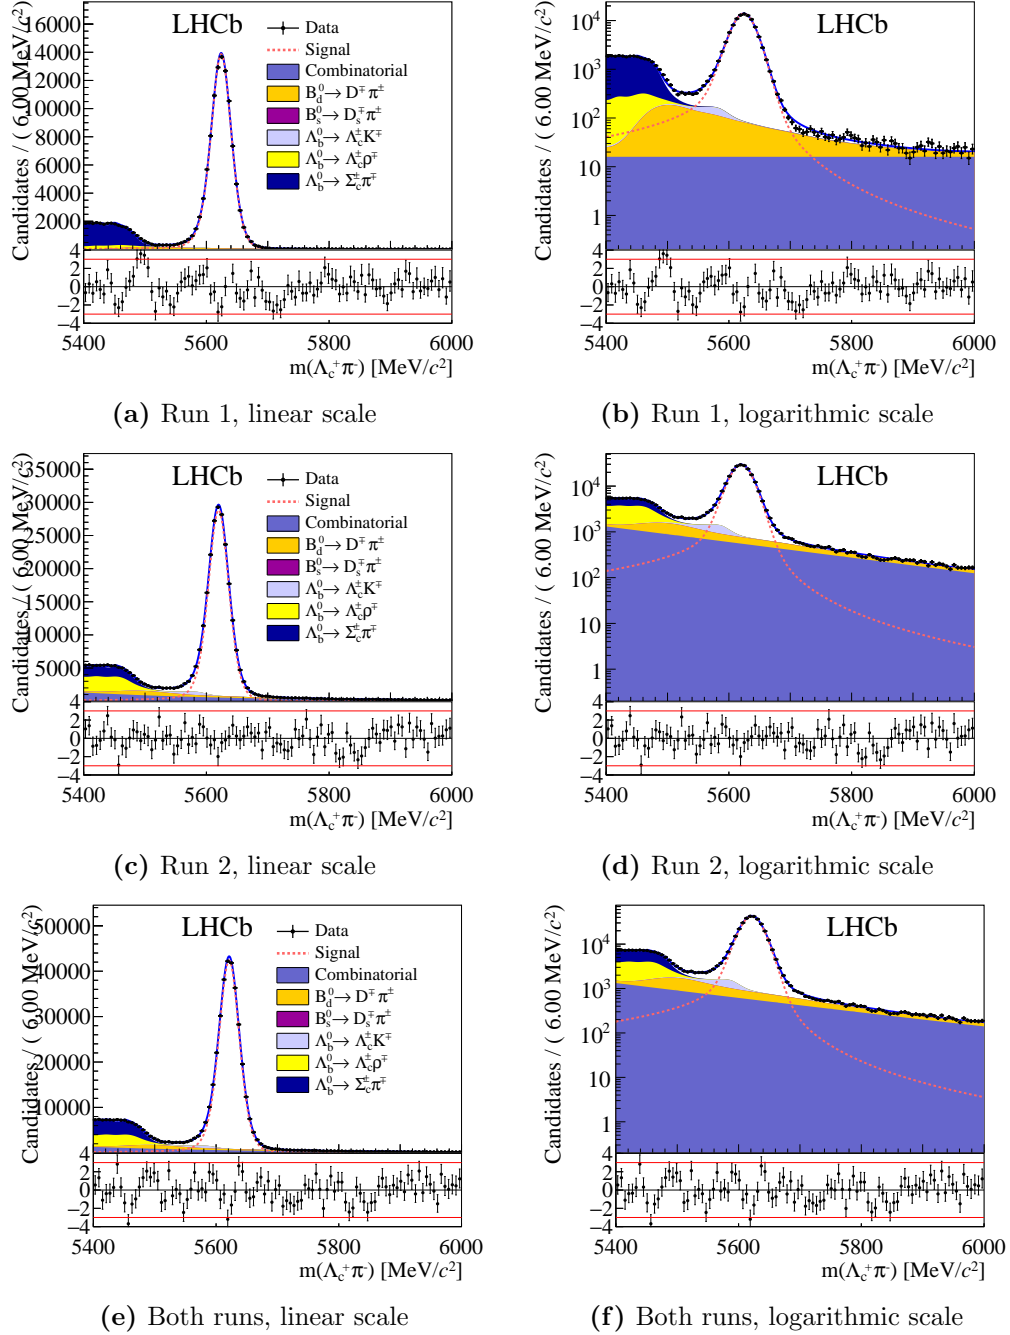 16000
14000
12000
10000
8000
6000
4000
2000
Candidates / ( 6.00 MeV/c²)
LHCb
Data
Signal
Combinatorial
B⁰d → D∓π±
B⁰s → D∓sπ±
Λ⁰b → Λ±cK∓
Λ⁰b → Λ±cρ∓
Λ⁰b → Σ±cπ∓
4
2
0
−2
−4
5400 5600 5800 6000
m(Λc⁺π⁻) [MeV/c²]
(a) Run 1, linear scale
10⁴
10³
10²
10
1
Candidates / ( 6.00 MeV/c²)
LHCb
4
2
0
−2
−4
5400 5600 5800 6000
m(Λc⁺π⁻) [MeV/c²]
(b) Run 1, logarithmic scale
35000
30000
25000
20000
15000
10000
5000
Candidates / ( 6.00 MeV/c²)
LHCb
Data
Signal
Combinatorial
B⁰d → D∓π±
B⁰s → D∓sπ±
Λ⁰b → Λ±cK∓
Λ⁰b → Λ±cρ∓
Λ⁰b → Σ±cπ∓
4
2
0
−2
−4
5400 5600 5800 6000
m(Λc⁺π⁻) [MeV/c²]
(c) Run 2, linear scale
10⁴
10³
10²
10
1
Candidates / ( 6.00 MeV/c²)
LHCb
4
2
0
−2
−4
5400 5600 5800 6000
m(Λc⁺π⁻) [MeV/c²]
(d) Run 2, logarithmic scale
50000
40000
30000
20000
10000
Candidates / ( 6.00 MeV/c²)
LHCb
Data
Signal
Combinatorial
B⁰d → D∓π±
B⁰s → D∓sπ±
Λ⁰b → Λ±cK∓
Λ⁰b → Λ±cρ∓
Λ⁰b → Σ±cπ∓
4
2
0
−2
−4
5400 5600 5800 6000
m(Λc⁺π⁻) [MeV/c²]
(e) Both runs, linear scale
10⁴
10³
10²
10
1
Candidates / ( 6.00 MeV/c²)
LHCb
4
2
0
−2
−4
5400 5600 5800 6000
m(Λc⁺π⁻) [MeV/c²]
(f) Both runs, logarithmic scale